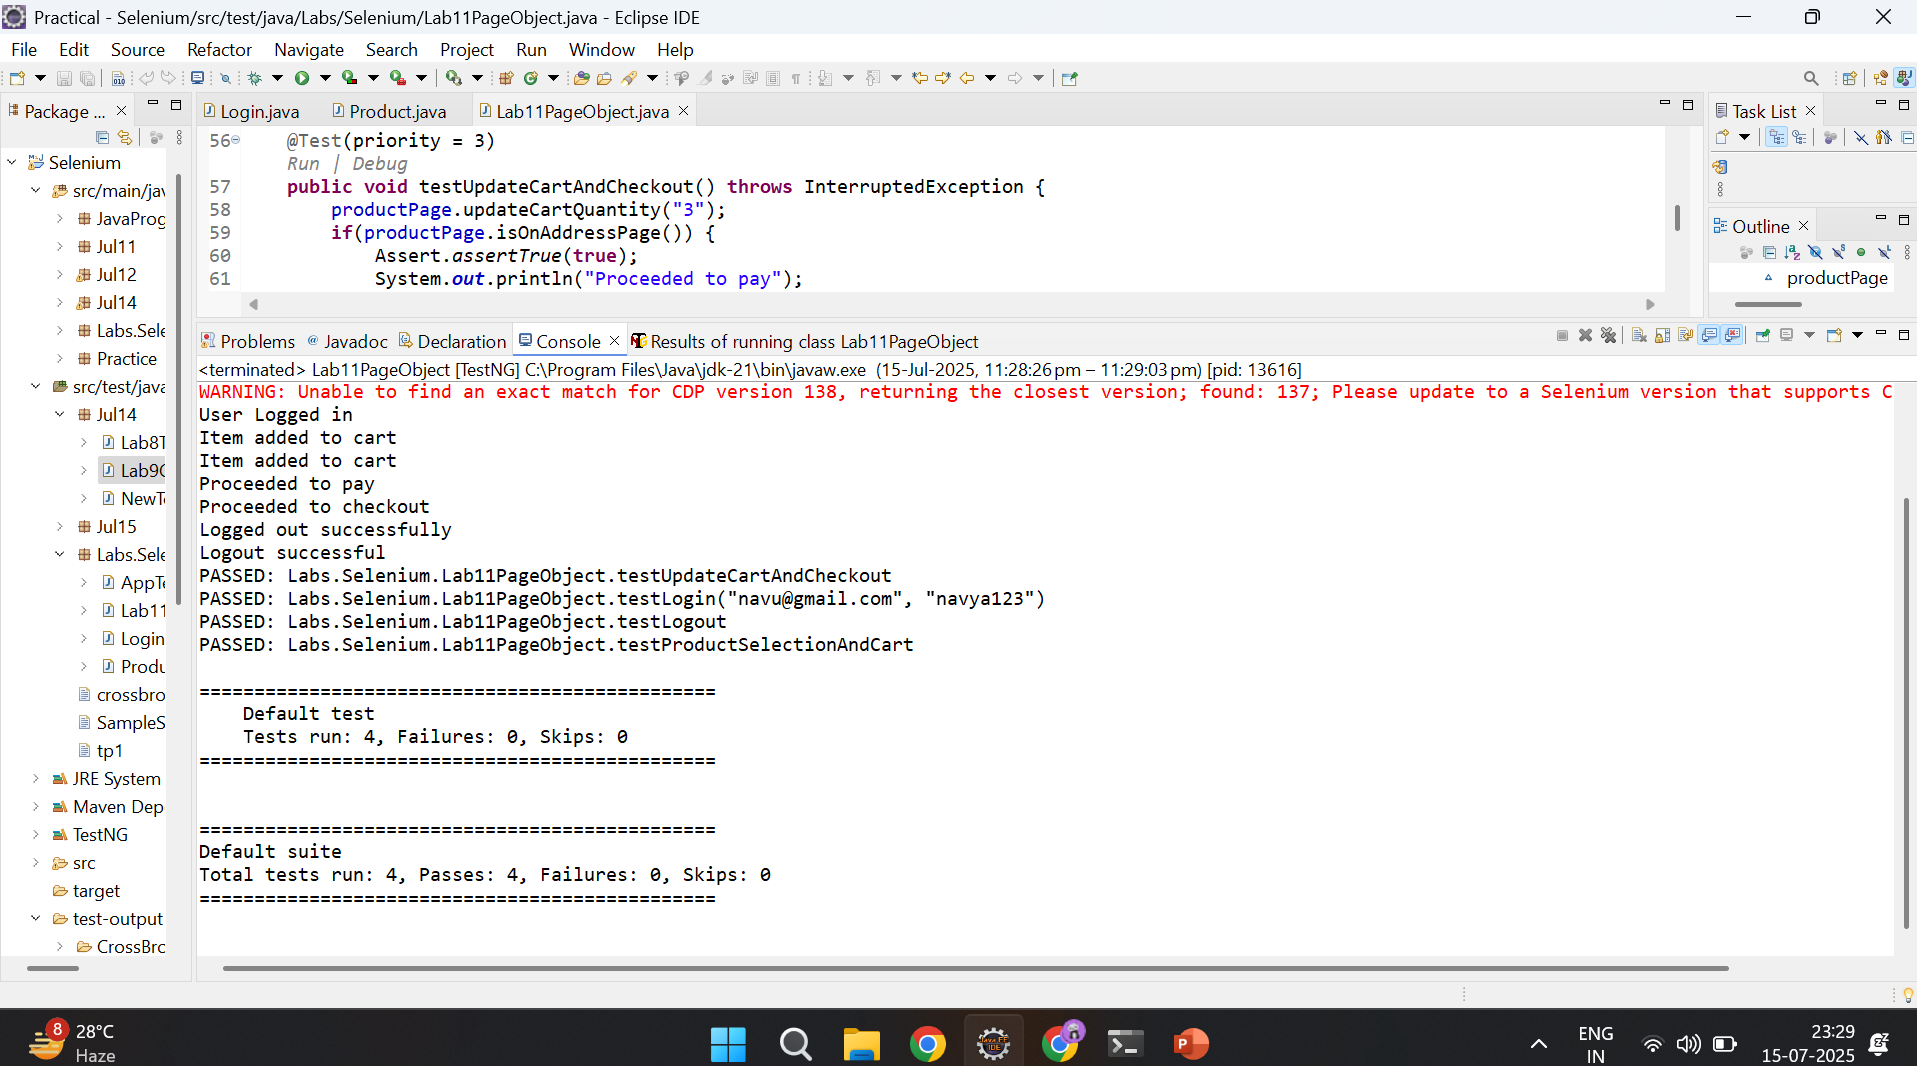 Practical - Selenium/src/test/java/Labs/Selenium/Lab11PageObject.java - Eclipse IDE
File Edit Source Refactor Navigate Search Project Run Window Help
Package ...
Selenium
src/main/jav
JavaProg
Jul11
Jul12
Jul14
Labs.Sele
Practice
src/test/java
Jul14
Lab8T
Lab9C
NewTe
Jul15
Labs.Sele
AppTe
Lab11
Login
Produ
crossbro
SampleS
tp1
JRE System
Maven Dep
TestNG
src
target
test-output
CrossBro
Login.java Product.java Lab11PageObject.java
56 @Test(priority = 3)
Run | Debug
57 public void testUpdateCartAndCheckout() throws InterruptedException {
58 productPage.updateCartQuantity("3");
59 if(productPage.isOnAddressPage()) {
60 Assert.assertTrue(true);
61 System.out.println("Proceeded to pay");
Task List
Outline
productPage
Problems Javadoc Declaration Console Results of running class Lab11PageObject
<terminated> Lab11PageObject [TestNG] C:\Program Files\Java\jdk-21\bin\javaw.exe (15-Jul-2025, 11:28:26 pm – 11:29:03 pm) [pid: 13616]
WARNING: Unable to find an exact match for CDP version 138, returning the closest version; found: 137; Please update to a Selenium version that supports C
User Logged in
Item added to cart
Item added to cart
Proceeded to pay
Proceeded to checkout
Logged out successfully
Logout successful
PASSED: Labs.Selenium.Lab11PageObject.testUpdateCartAndCheckout
PASSED: Labs.Selenium.Lab11PageObject.testLogin("navu@gmail.com", "navya123")
PASSED: Labs.Selenium.Lab11PageObject.testLogout
PASSED: Labs.Selenium.Lab11PageObject.testProductSelectionAndCart
===============================================
Default test
Tests run: 4, Failures: 0, Skips: 0
===============================================
===============================================
Default suite
Total tests run: 4, Passes: 4, Failures: 0, Skips: 0
===============================================
8
28°C
Haze
ENG
IN
23:29
15-07-2025